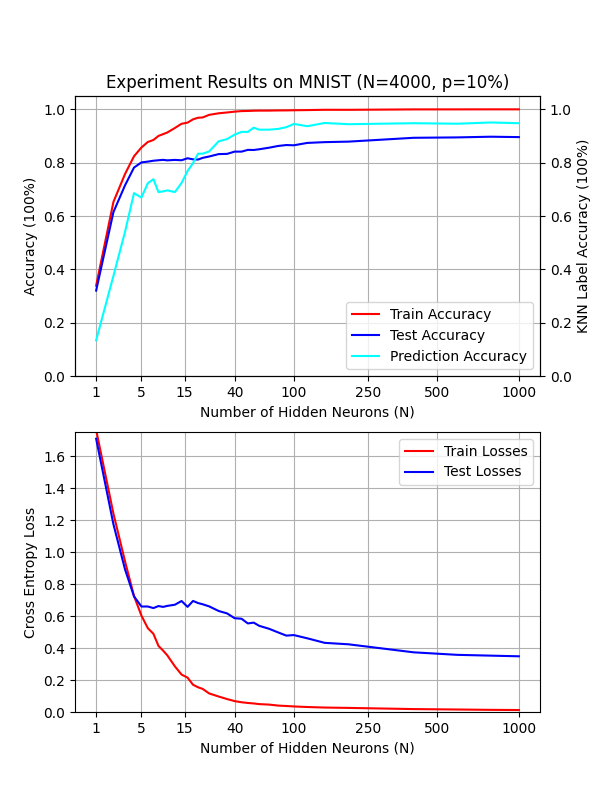 Experiment Results on MNIST (N=4000, p=10%)
Accuracy (100%)
1.0
0.8
0.6
0.4
0.2
0.0
1.0
0.8
0.6
0.4
0.2
0.0
KNN Label Accuracy (100%)
Train Accuracy
Test Accuracy
Prediction Accuracy
1 5 15 40 100 250 500 1000
Number of Hidden Neurons (N)
Cross Entropy Loss
1.6
1.4
1.2
1.0
0.8
0.6
0.4
0.2
0.0
Train Losses
Test Losses
1 5 15 40 100 250 500 1000
Number of Hidden Neurons (N)